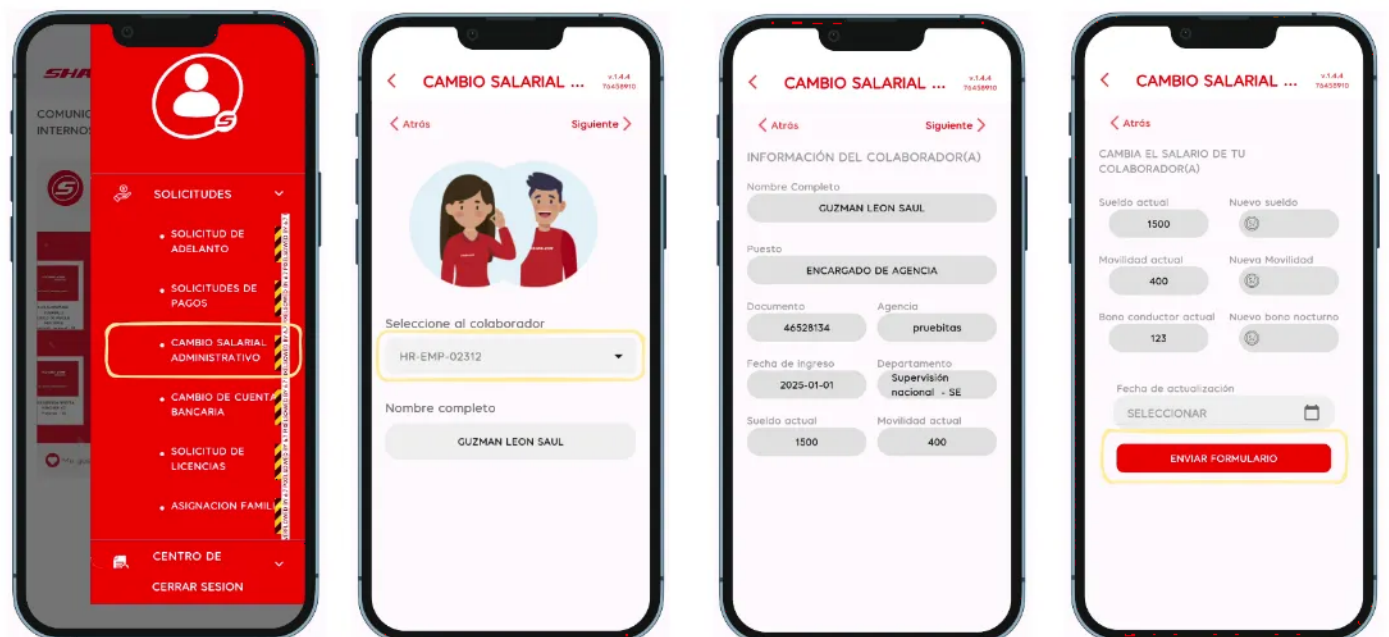 SHA
COMUNIC
INTERNOS
SOLICITUDES
SOLICITUD DE
ADELANTO
SOLICITUDES DE
PAGOS
CAMBIO SALARIAL
ADMINISTRATIVO
CAMBIO DE CUENTA
BANCARIA
SOLICITUD DE
LICENCIAS
ASIGNACION FAMIL
CENTRO DE
CERRAR SESION
CAMBIO SALARIAL ...
v.1.4.4
76458910
Atrás
Siguiente
Seleccione al colaborador
HR-EMP-02312
Nombre completo
GUZMAN LEON SAUL
CAMBIO SALARIAL ...
v.1.4.4
76458910
Atrás
Siguiente
INFORMACIÓN DEL COLABORADOR(A)
Nombre Completo
GUZMAN LEON SAUL
Puesto
ENCARGADO DE AGENCIA
Documento Agencia
46528134 pruebitas
Fecha de ingreso Departamento
2025-01-01 Supervisión
nacional - SE
Sueldo actual Movilidad actual
1500 400
CAMBIO SALARIAL ...
v.1.4.4
76458910
Atrás
CAMBIA EL SALARIO DE TU
COLABORADOR(A)
Sueldo actual Nuevo sueldo
1500
Movilidad actual Nueva Movilidad
400
Bono conductor actual Nuevo bono nocturno
123
Fecha de actualización
SELECCIONAR
ENVIAR FORMULARIO